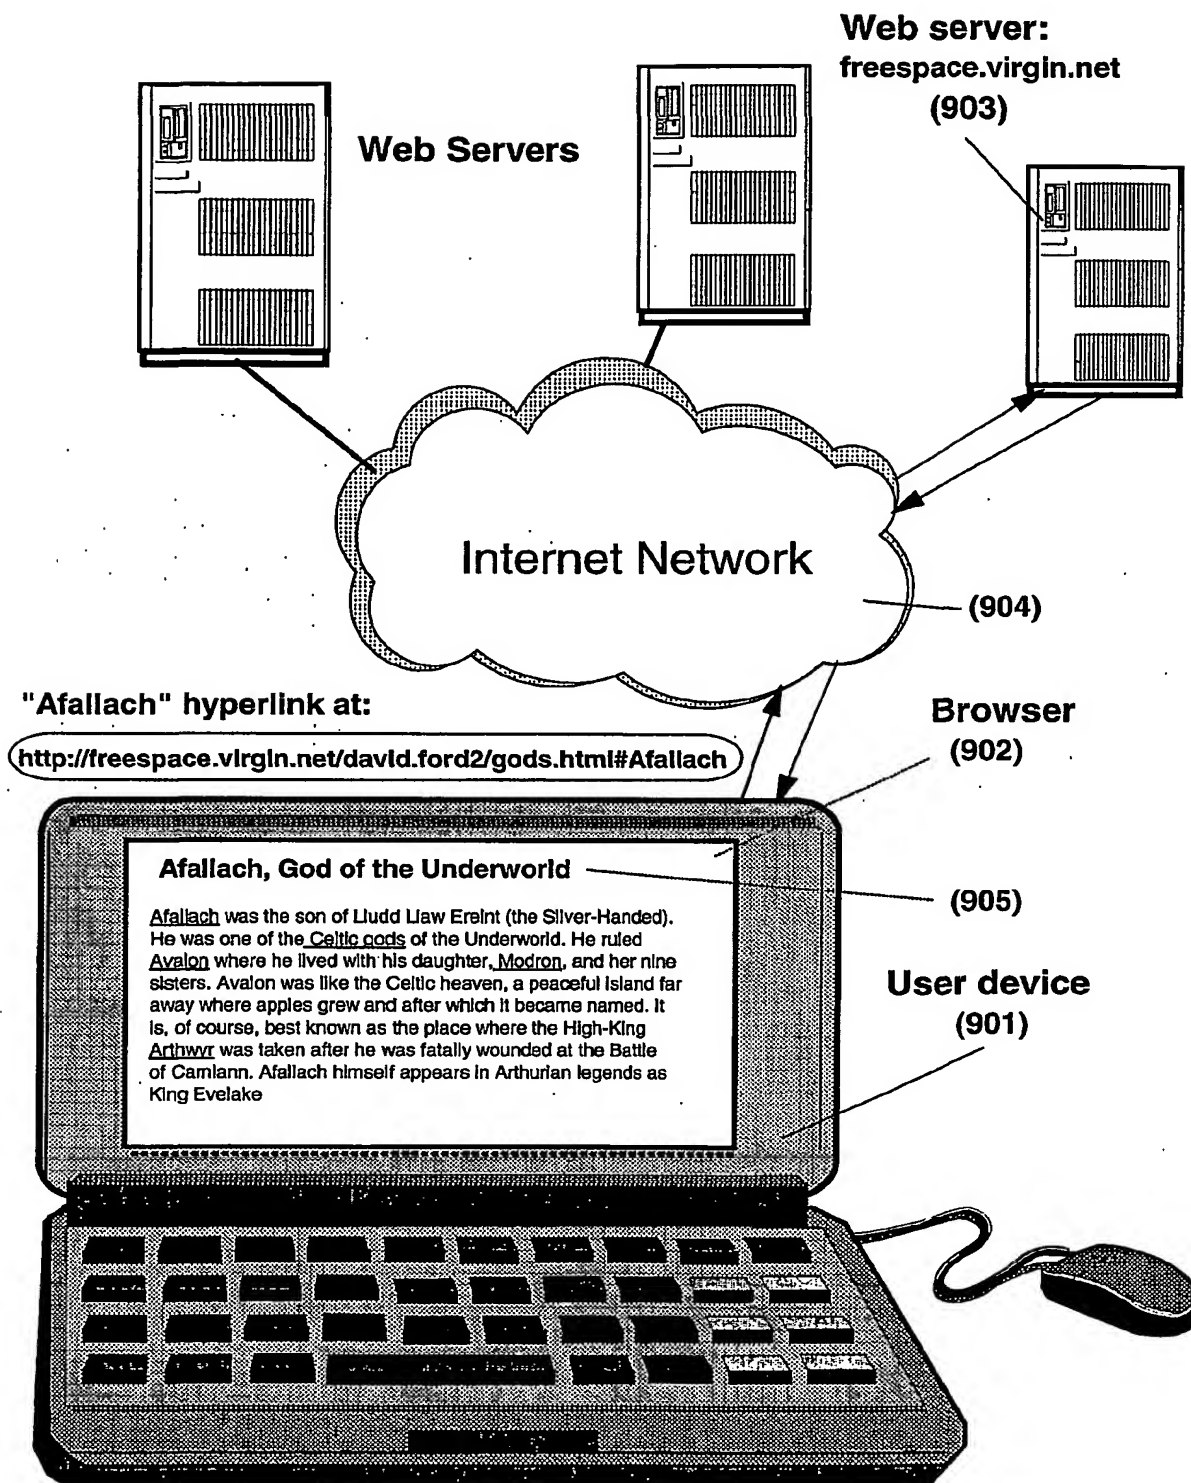 Web server:
freespace.virgin.net
(903)
Web Servers
Internet Network
(904)
"Afallach" hyperlink at:
http://freespace.virgin.net/david.ford2/gods.html#Afallach
Browser
(902)
Afallach, God of the Underworld
(905)
Afallach was the son of Lludd Llaw Ereint (the Silver-Handed).
He was one of the Celtic gods of the Underworld. He ruled
Avalon where he lived with his daughter, Modron, and her nine
sisters. Avalon was like the Celtic heaven, a peaceful island far
away where apples grew and after which it became named. It
is, of course, best known as the place where the High-King
Arthwyr was taken after he was fatally wounded at the Battle
of Camlann. Afallach himself appears in Arthurian legends as
King Evelake
User device
(901)